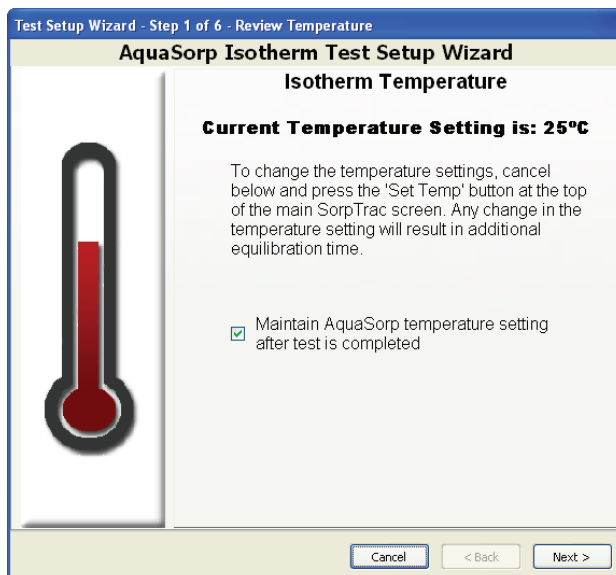 Test Setup Wizard - Step 1 of 6 - Review Temperature
AquaSorp Isotherm Test Setup Wizard
Isotherm Temperature
Current Temperature Setting is: 25ºC
To change the temperature settings, cancel
below and press the 'Set Temp' button at the top
of the main SorpTrac screen. Any change in the
temperature setting will result in additional
equilibration time.
Maintain AquaSorp temperature setting
after test is completed
Cancel < Back Next >